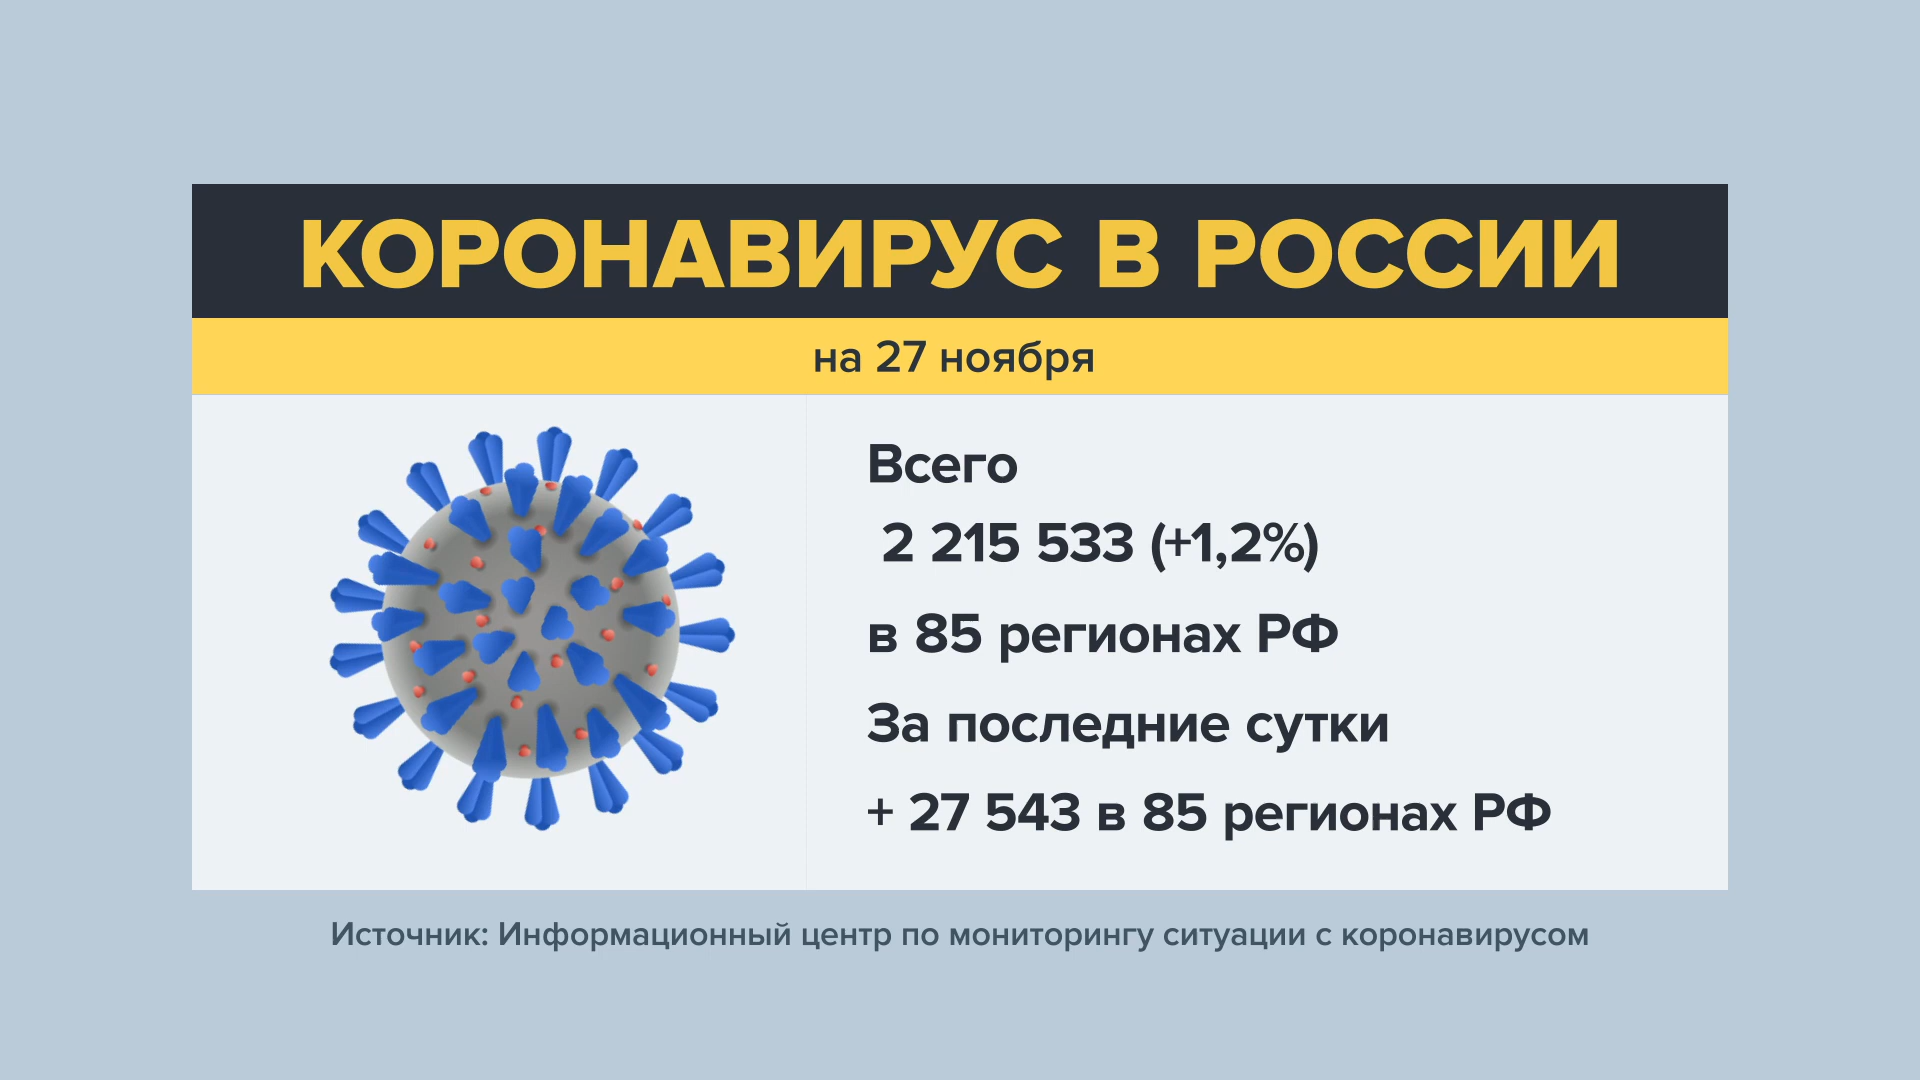 КОРОНАВИРУС В РОССИИ
на 27 ноября
Всего
2 215 533 (+1,2%)
в 85 регионах РФ
За последние сутки
+ 27 543 в 85 регионах РФ
Источник: Информационный центр по мониторингу ситуации с коронавирусом